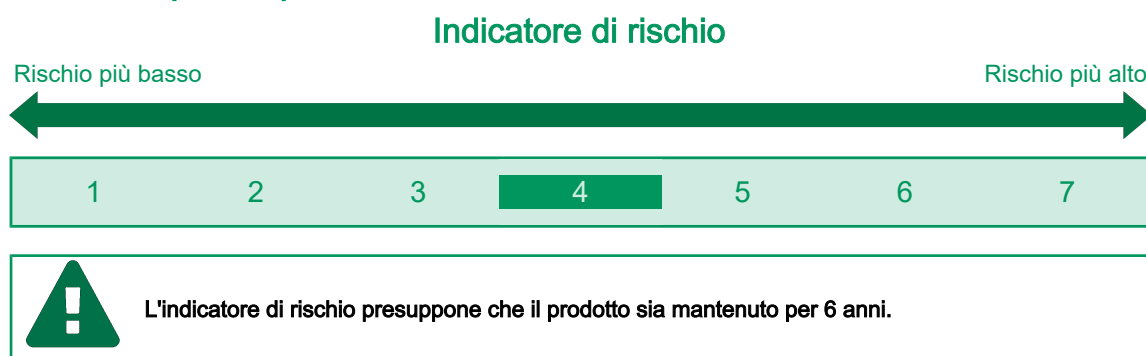 Indicatore di rischio
Rischio più basso Rischio più alto
1 2 3 4 5 6 7
L'indicatore di rischio presuppone che il prodotto sia mantenuto per 6 anni.